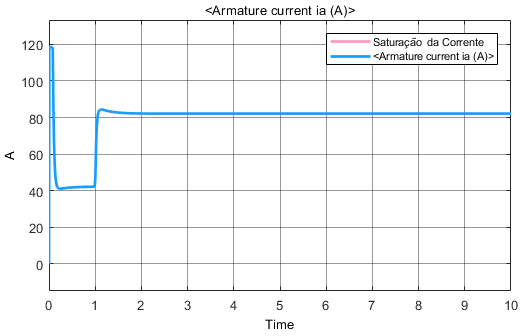 <Armature current ia (A)>
Saturação da Corrente
<Armature current ia (A)>
A
120
100
80
60
40
20
0
0 1 2 3 4 5 6 7 8 9 10
Time